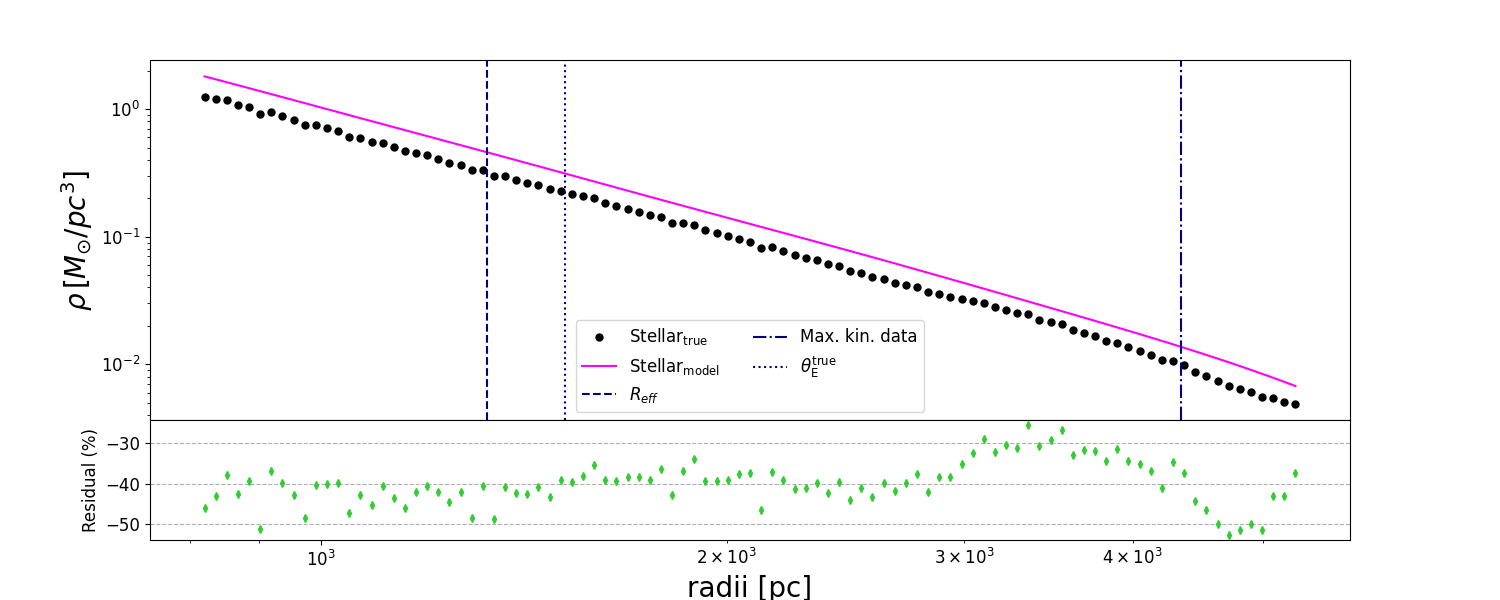 ρ [M⊙/pc³]
10⁰
10⁻¹
10⁻²
Stellar_true
Stellar_model
R_eff
Max. kin. data
θ_E^true
Residual (%)
−30
−40
−50
10³
2 × 10³
3 × 10³
4 × 10³
radii [pc]